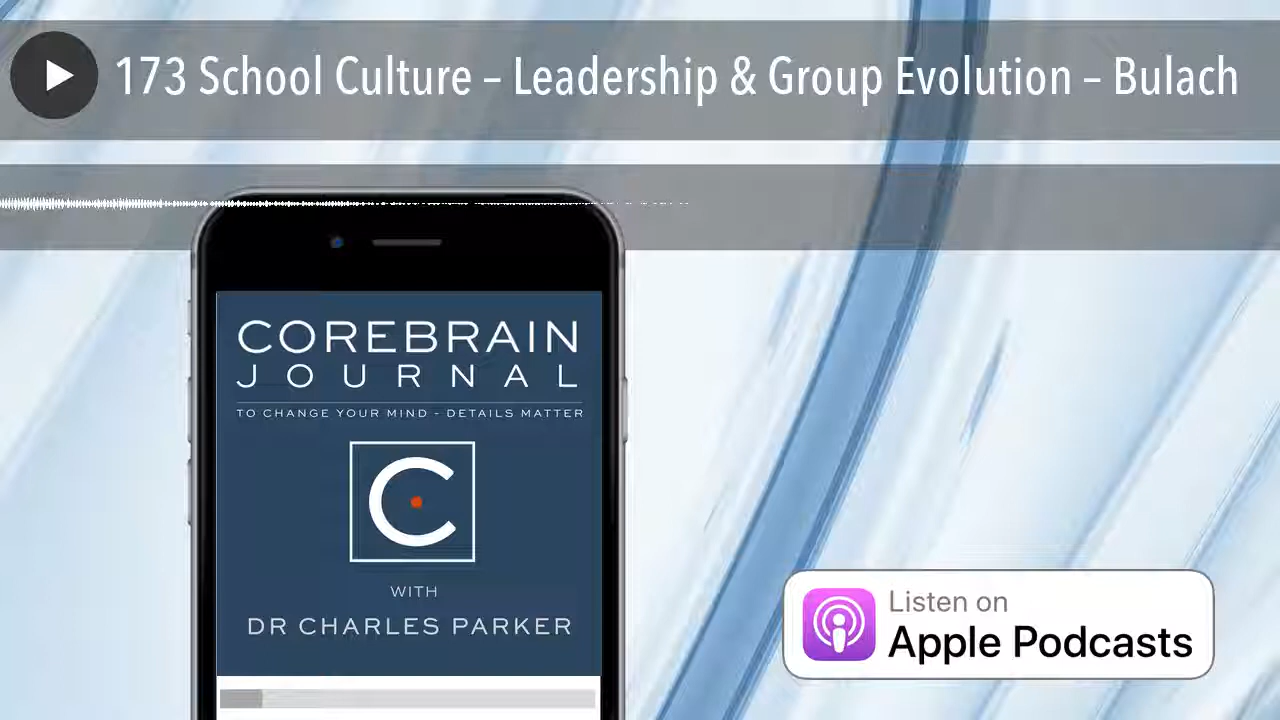 173 School Culture – Leadership & Group Evolution – Bulach
COREBRAIN
JOURNAL
TO CHANGE YOUR MIND - DETAILS MATTER
C
WITH
DR CHARLES PARKER
Listen on
Apple Podcasts